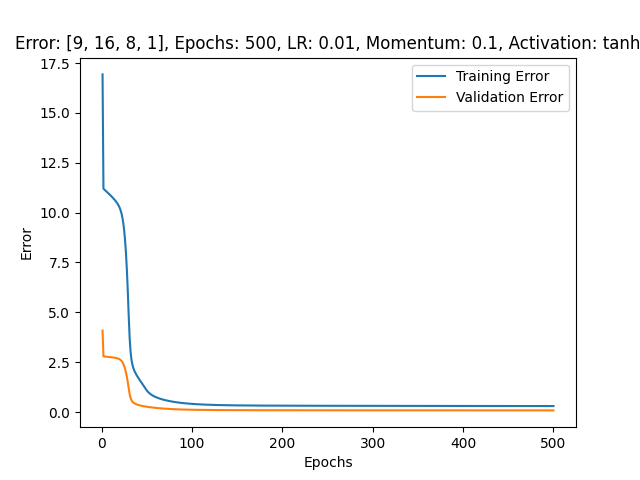 Error: [9, 16, 8, 1], Epochs: 500, LR: 0.01, Momentum: 0.1, Activation: tanh
17.5
15.0
12.5
10.0
7.5
5.0
2.5
0.0
Error
Training Error
Validation Error
0 100 200 300 400 500
Epochs